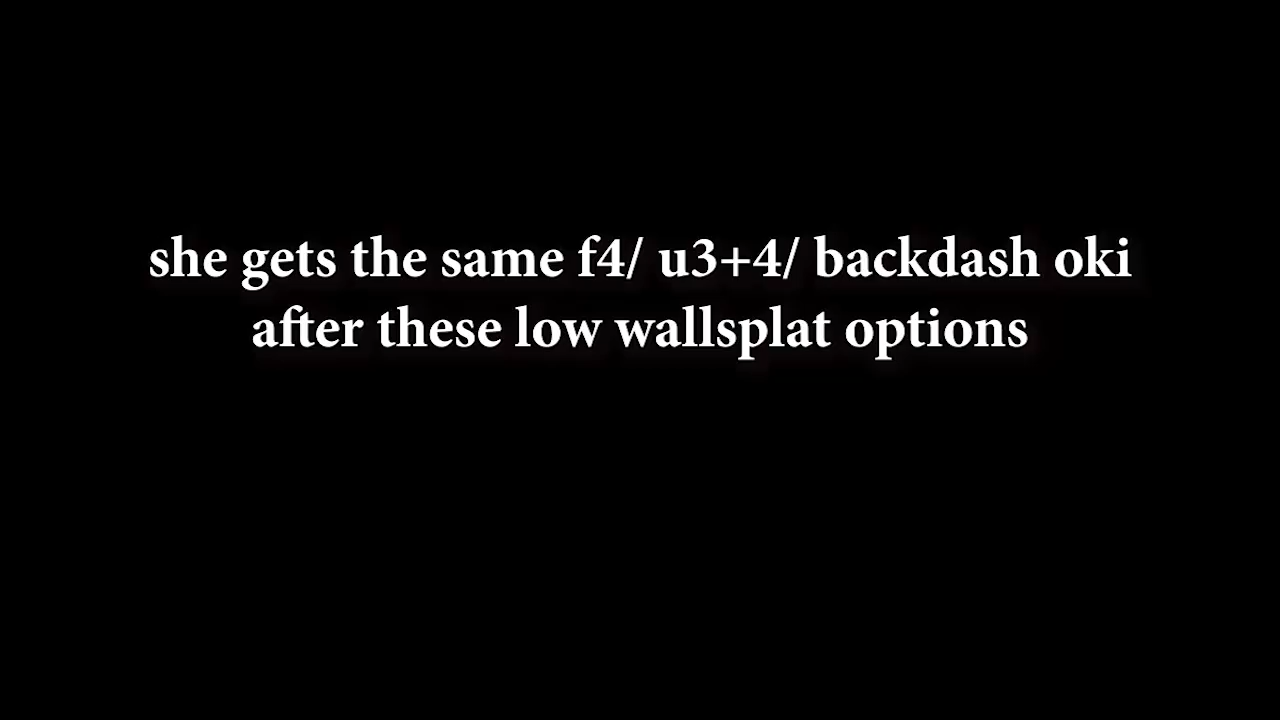 she gets the same f4/ u3+4/ backdash oki
after these low wallsplat options